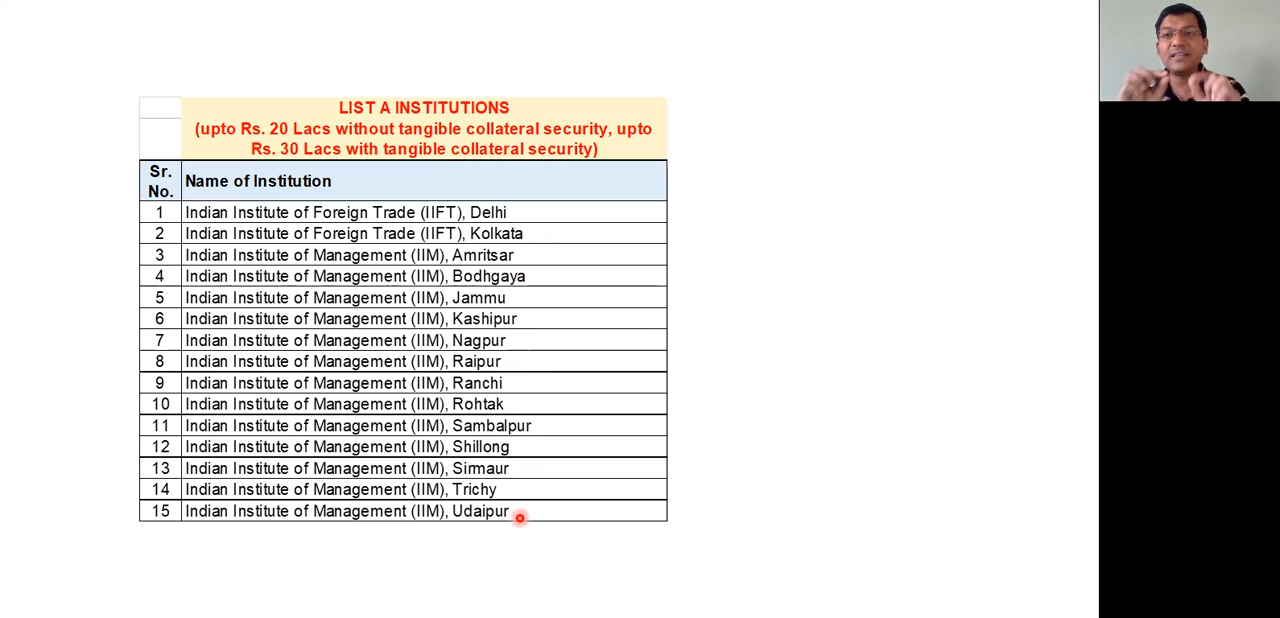 LIST A INSTITUTIONS
(upto Rs. 20 Lacs without tangible collateral security, upto
Rs. 30 Lacs with tangible collateral security)
Sr. No. Name of Institution
1 Indian Institute of Foreign Trade (IIFT), Delhi
2 Indian Institute of Foreign Trade (IIFT), Kolkata
3 Indian Institute of Management (IIM), Amritsar
4 Indian Institute of Management (IIM), Bodhgaya
5 Indian Institute of Management (IIM), Jammu
6 Indian Institute of Management (IIM), Kashipur
7 Indian Institute of Management (IIM), Nagpur
8 Indian Institute of Management (IIM), Raipur
9 Indian Institute of Management (IIM), Ranchi
10 Indian Institute of Management (IIM), Rohtak
11 Indian Institute of Management (IIM), Sambalpur
12 Indian Institute of Management (IIM), Shillong
13 Indian Institute of Management (IIM), Sirmaur
14 Indian Institute of Management (IIM), Trichy
15 Indian Institute of Management (IIM), Udaipur